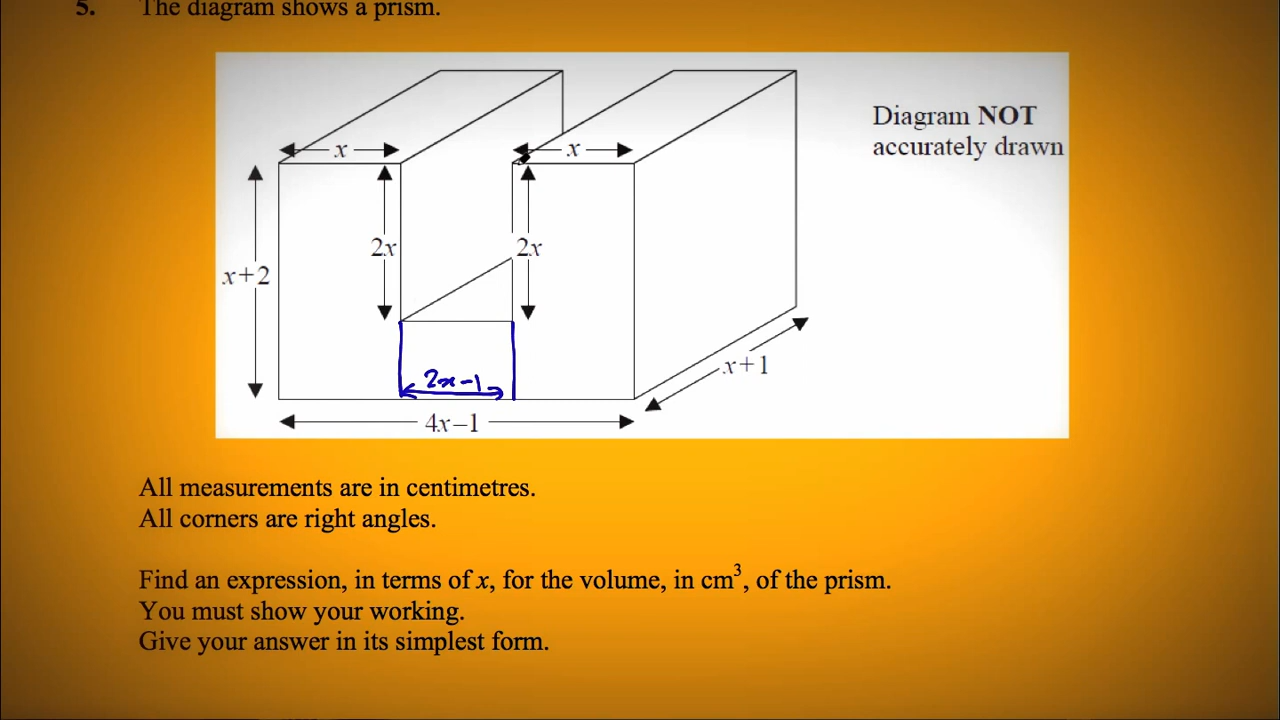 5. The diagram shows a prism.
Diagram NOT
accurately drawn
x
x
2x
2x
x+2
2x-1
x+1
4x–1
All measurements are in centimetres.
All corners are right angles.
Find an expression, in terms of x, for the volume, in cm³, of the prism.
You must show your working.
Give your answer in its simplest form.